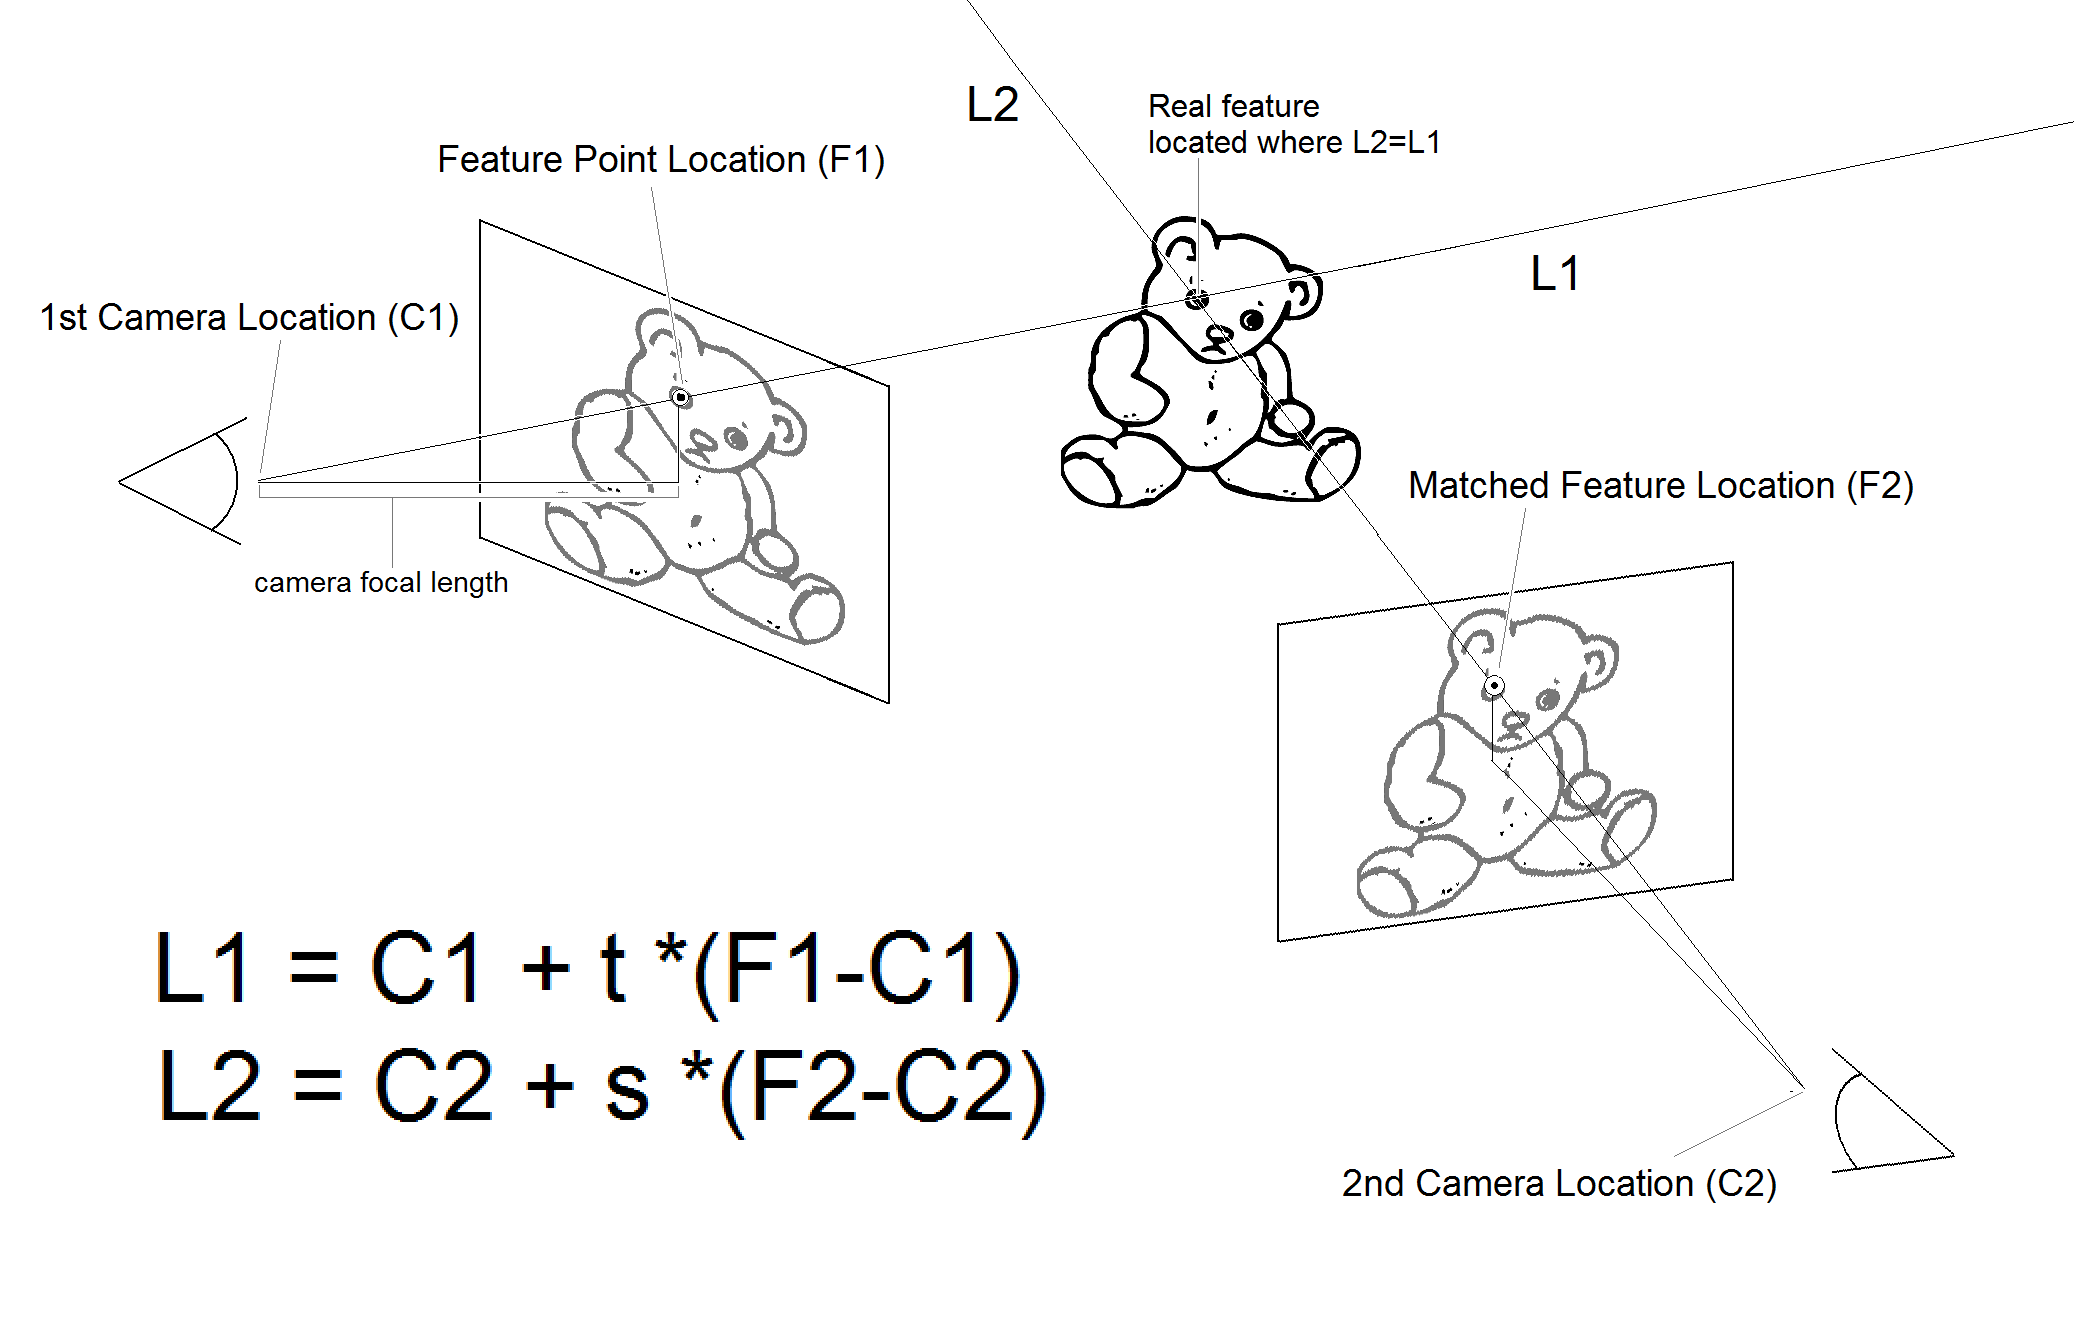 L2
Real feature
located where L2=L1
Feature Point Location (F1)
L1
1st Camera Location (C1)
camera focal length
Matched Feature Location (F2)
L1 = C1 + t *(F1-C1)
L2 = C2 + s *(F2-C2)
2nd Camera Location (C2)